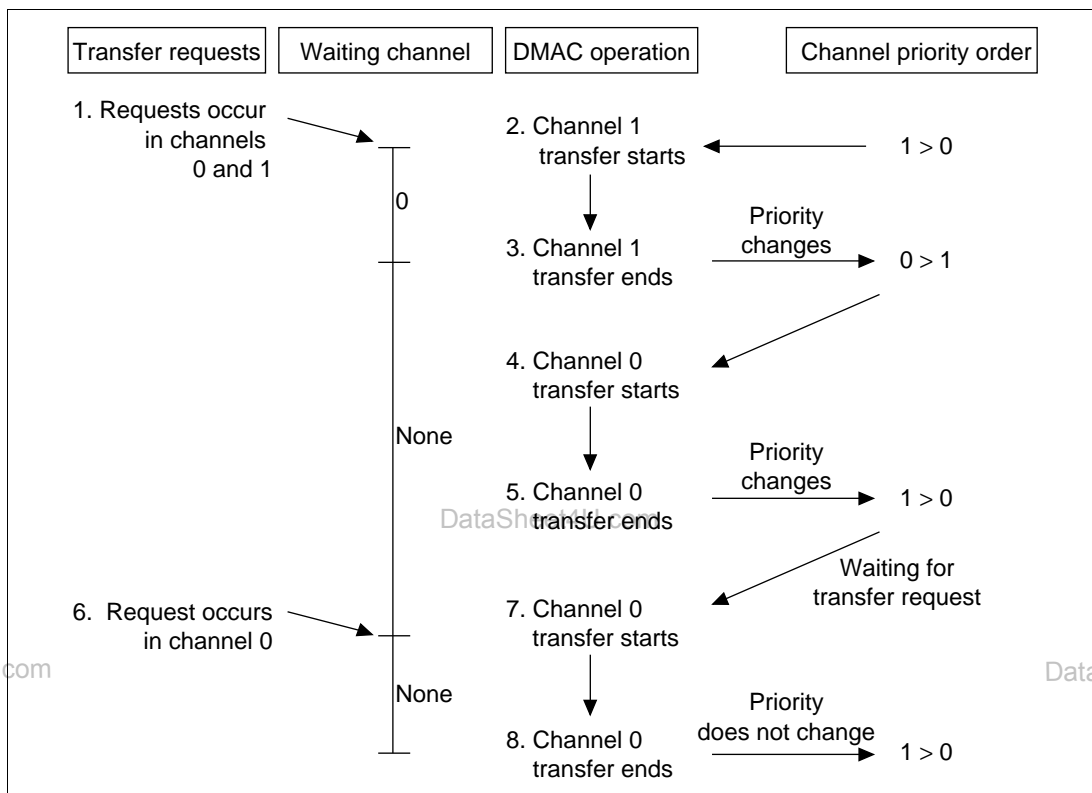 Transfer requests
Waiting channel
DMAC operation
Channel priority order
1. Requests occur
in channels
0 and 1
0
2. Channel 1
transfer starts
1 > 0
3. Channel 1
transfer ends
Priority
changes
0 > 1
4. Channel 0
transfer starts
None
5. Channel 0
transfer ends
Priority
changes
1 > 0
DataSheet4U.com
Waiting for
transfer request
6. Request occurs
in channel 0
7. Channel 0
transfer starts
com
Data
None
8. Channel 0
transfer ends
Priority
does not change
1 > 0